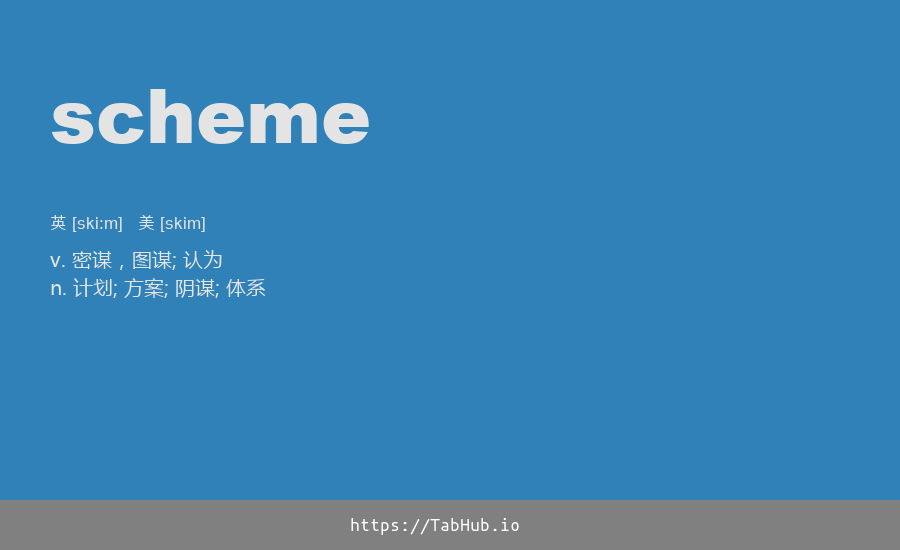 scheme
英 [ski:m] 美 [skim]
v. 密谋，图谋; 认为
n. 计划; 方案; 阴谋; 体系
https://TabHub.io